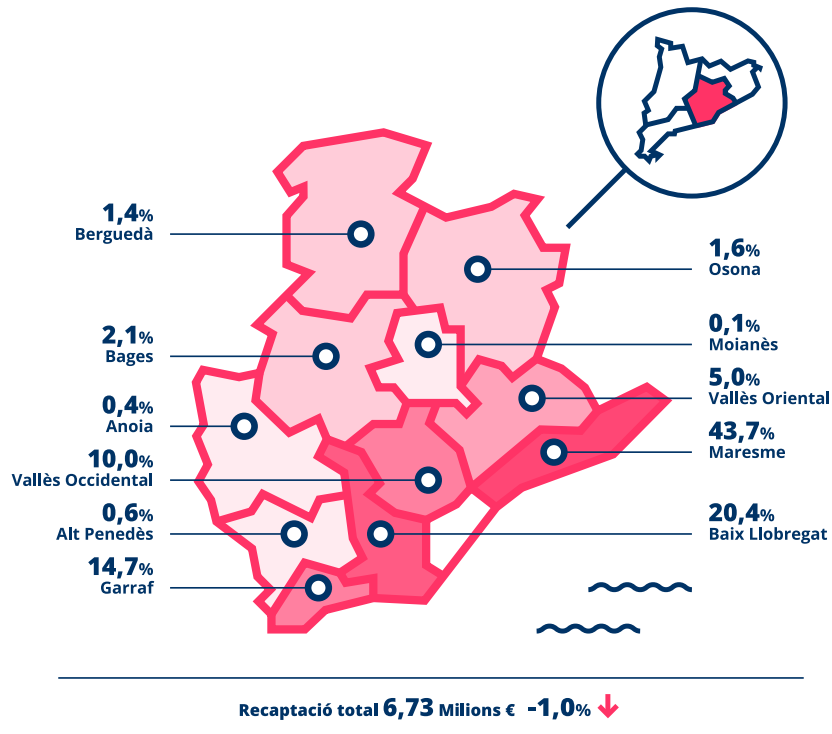 1,4%
Berguedà
2,1%
Bages
0,4%
Anoia
10,0%
Vallès Occidental
0,6%
Alt Penedès
14,7%
Garraf
1,6%
Osona
0,1%
Moianès
5,0%
Vallès Oriental
43,7%
Maresme
20,4%
Baix Llobregat
Recaptació total 6,73 Milions € -1,0%